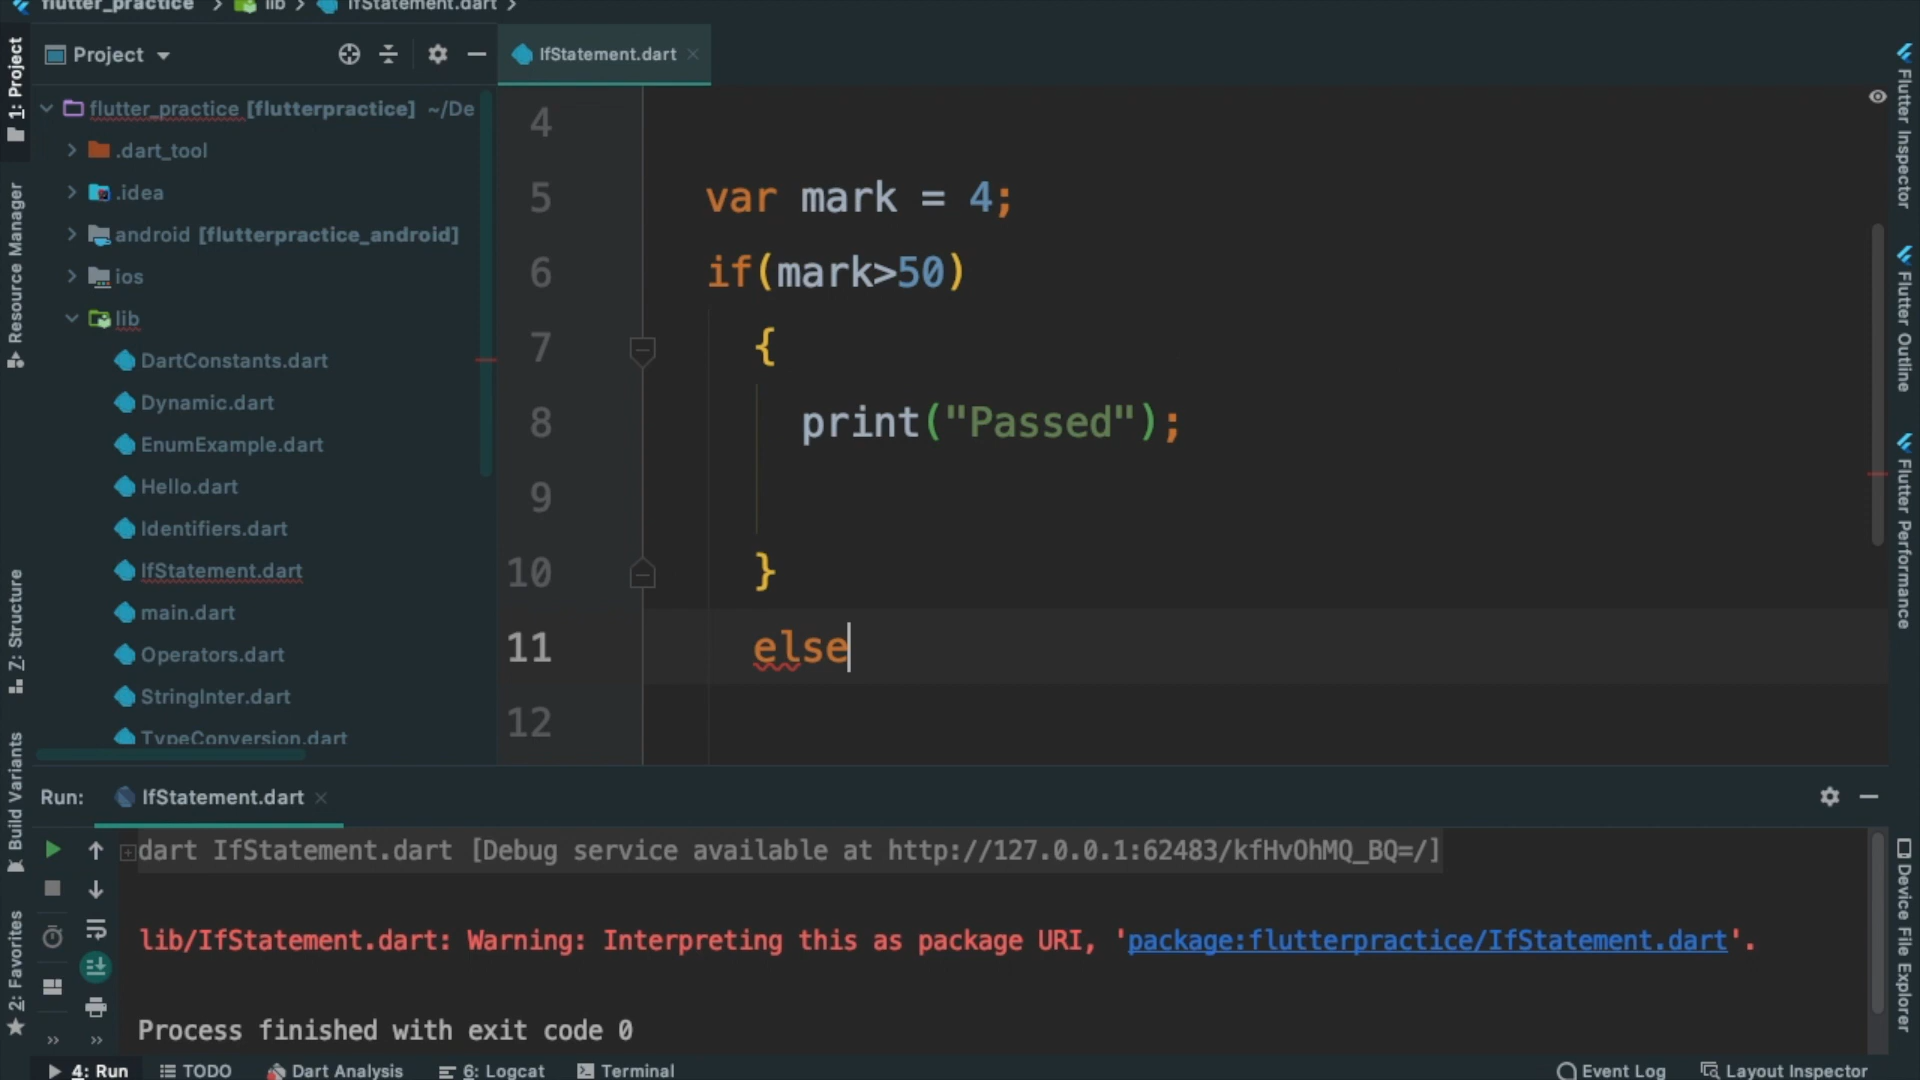 flutter_practice > lib > IfStatement.dart >
Project
IfStatement.dart
1: Project
Resource Manager
7: Structure
Build Variants
2: Favorites
flutter_practice [flutterpractice] ~/De
.dart_tool
.idea
android [flutterpractice_android]
ios
lib
DartConstants.dart
Dynamic.dart
EnumExample.dart
Hello.dart
Identifiers.dart
IfStatement.dart
main.dart
Operators.dart
StringInter.dart
TypeConversion.dart
4
5 var mark = 4;
6 if(mark>50)
7 {
8 print("Passed");
9
10 }
11 else
12
Flutter Inspector
Flutter Outline
Flutter Performance
Device File Explorer
Run: IfStatement.dart
dart IfStatement.dart [Debug service available at http://127.0.0.1:62483/kfHvOhMQ_BQ=/]
lib/IfStatement.dart: Warning: Interpreting this as package URI, 'package:flutterpractice/IfStatement.dart'.
Process finished with exit code 0
4: Run TODO Dart Analysis 6: Logcat Terminal Event Log Layout Inspector